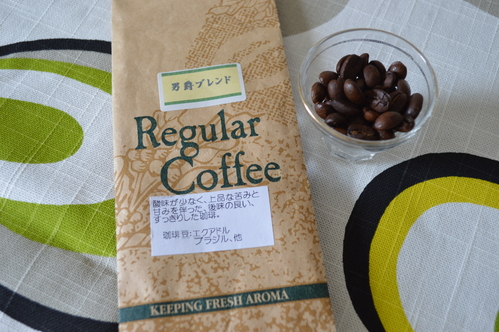 男爵ブレンド
Regular
Coffee
酸味が少なく、上品な苦みと
甘みを伴った、後味の良い、
すっきりした珈琲。
珈琲豆:エクアドル
ブラジル、他
KEEPING FRESH AROMA